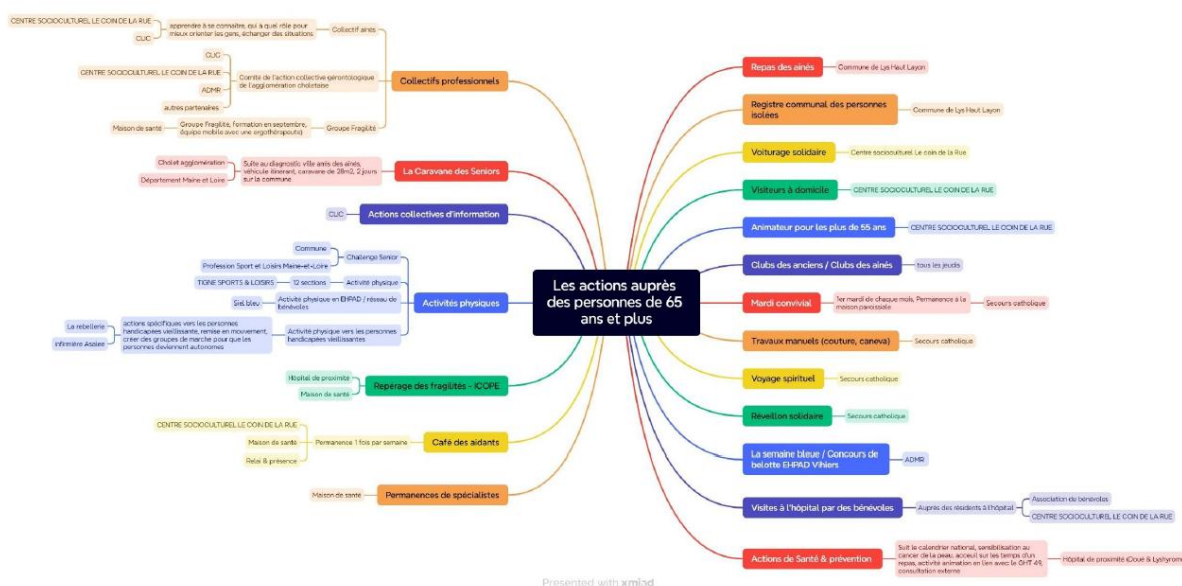 CENTRE SOCIOCULTUREL LE COIN DE LA RUE
CLIC
apprendre à se connaitre, qui a quel rôle pour
mieux orienter les gens, échanger des situations
Collectif ainés
CLIC
CENTRE SOCIOCULTUREL LE COIN DE LA RUE
ADMR
autres partenaires
Comité de l'action collective gérontologique
de l'agglomération choletaise
Maison de santé
Groupe Fragilité, formation en septembre,
équipe mobile avec une ergothérapeute)
Groupe Fragilité
Collectifs professionnels
Cholet agglomération
Département Maine et Loire
Suite au diagnostic ville amis des ainés,
véhicule itinérant, caravane de 28m2, 2 jours
sur la commune
La Caravane des Seniors
CLIC
Actions collectives d'information
Commune
Profession Sport et Loisirs Maine-et-Loire
Challenge Senior
TIGNE SPORTS & LOISIRS
12 sections
Activité physique
Siel bleu
Activité physique en EHPAD / réseau de
bénévoles
La rebellerie
Infirmière Asalee
actions spécifiques vers les personnes
handicapées vieillissante, remise en mouvement,
créer des groupes de marche pour que les
personnes deviennent autonomes
Activité physique vers les personnes
handicapées vieillissantes
Activités physiques
Hôpital de proximité
Maison de santé
Repérage des fragilités - ICOPE
CENTRE SOCIOCULTUREL LE COIN DE LA RUE
Maison de santé
Relai & présence
Permanence 1 fois par semaine
Café des aidants
Maison de santé
Permanences de spécialistes
Les actions auprès
des personnes de 65
ans et plus
Repas des ainés
Commune de Lys Haut Layon
Registre communal des personnes
isolées
Commune de Lys Haut Layon
Voiturage solidaire
Centre socioculturel Le coin de la Rue
Visiteurs à domicile
CENTRE SOCIOCULTUREL LE COIN DE LA RUE
Animateur pour les plus de 55 ans
CENTRE SOCIOCULTUREL LE COIN DE LA RUE
Clubs des anciens / Clubs des ainés
tous les jeudis
Mardi convivial
1er mardi de chaque mois, Permanence à la
maison paroissiale
Secours catholique
Travaux manuels (couture, caneva)
Secours catholique
Voyage spirituel
Secours catholique
Réveillon solidaire
Secours catholique
La semaine bleue / Concours de
belotte EHPAD Vihiers
ADMR
Visites à l'hôpital par des bénévoles
Auprès des résidents à l'hôpital
Association de bénévoles
CENTRE SOCIOCULTUREL LE COIN DE LA RUE
Actions de Santé & prévention
Suit le calendrier national, sensibilisation au
cancer de la peau, acceuil sur les temps d'un
repas, activité animation en lien avec le GHT 49,
consultation externe
Hôpital de proximité (Doue & Lyshyrome
Presented with xmind